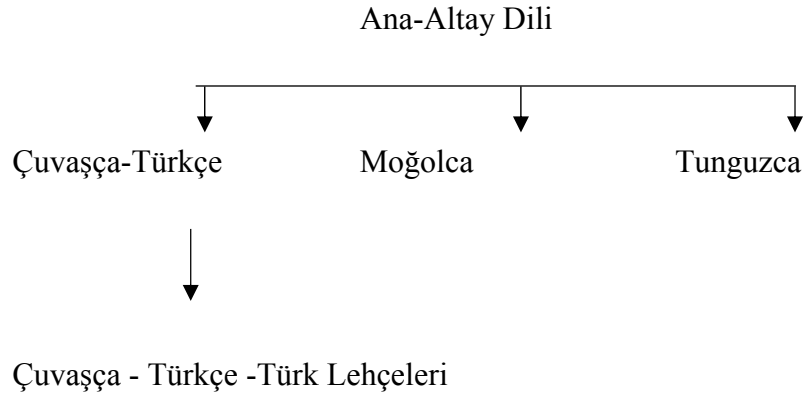 Ana-Altay Dili
Çuvaşça-Türkçe Moğolca Tunguzca
Çuvaşça - Türkçe -Türk Lehçeleri